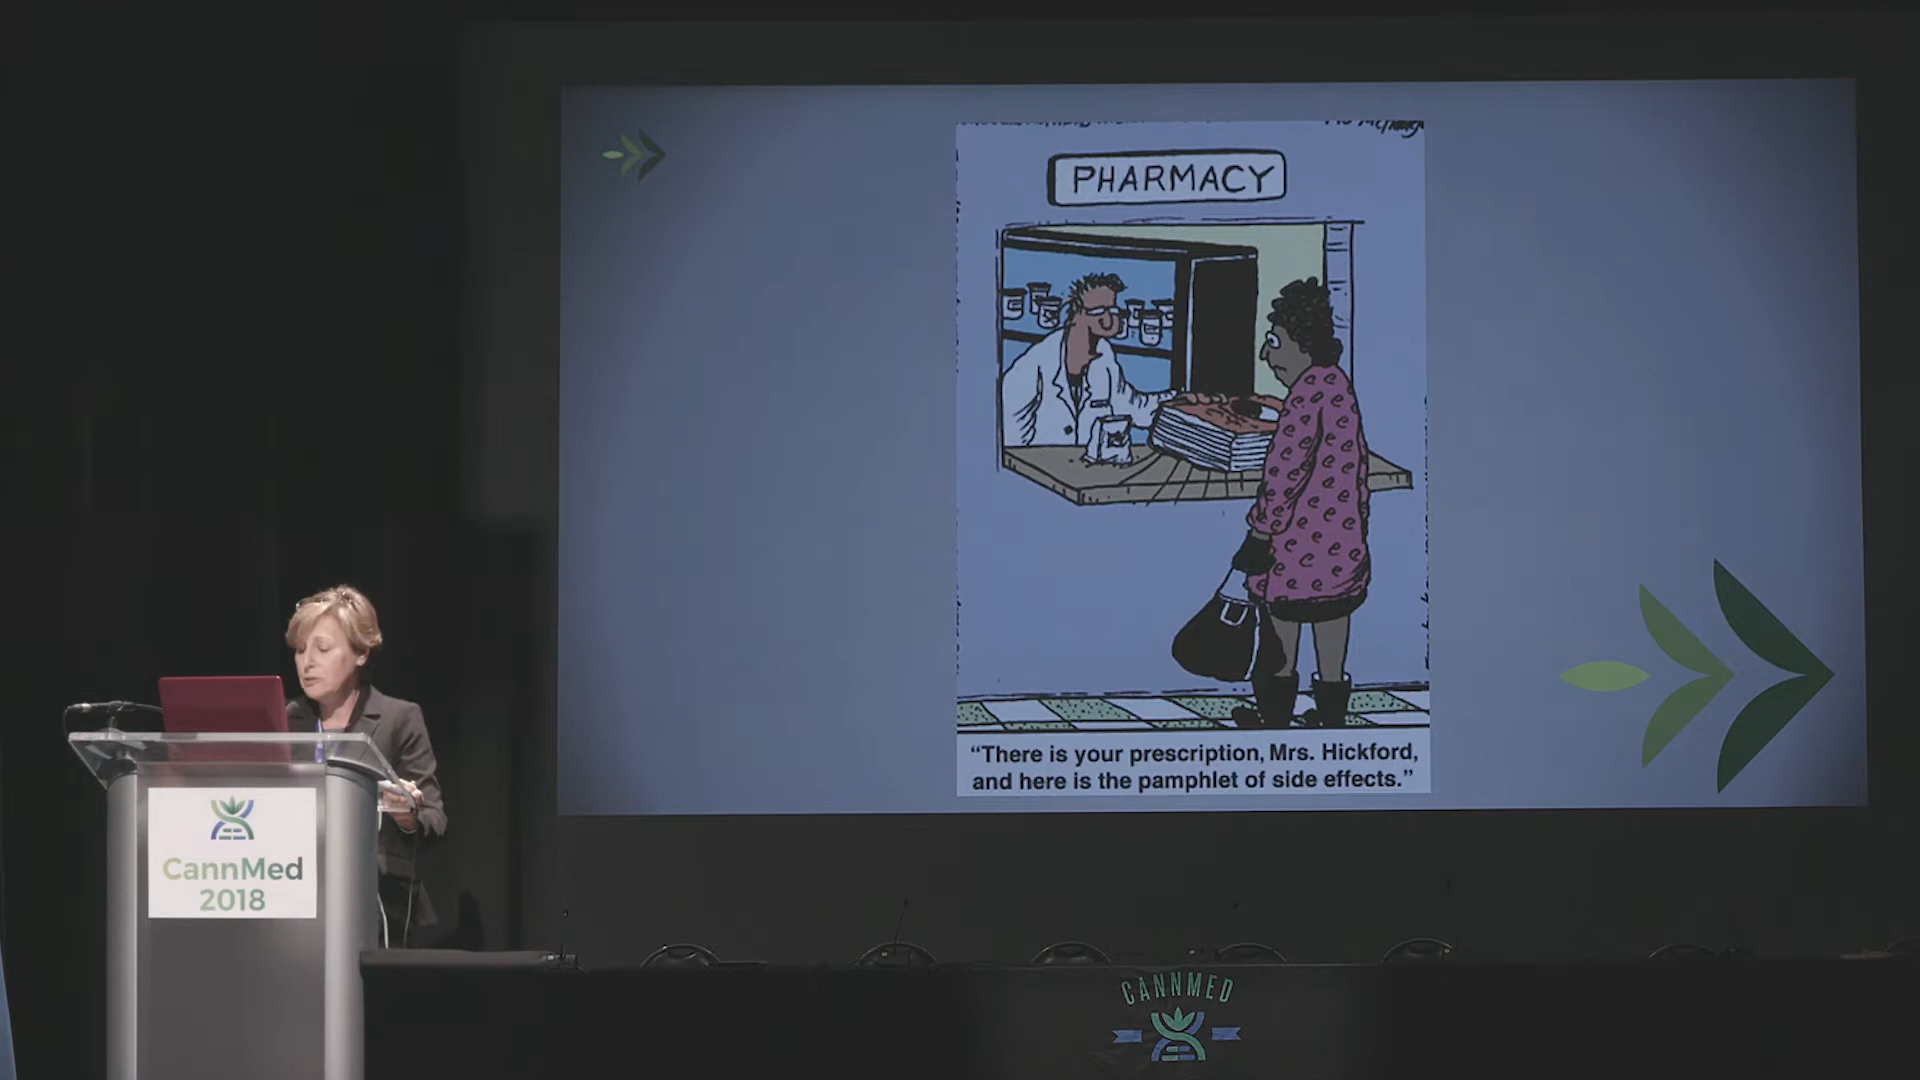 PHARMACY
“There is your prescription, Mrs. Hickford,
and here is the pamphlet of side effects.”
CannMed
2018
CANNMED